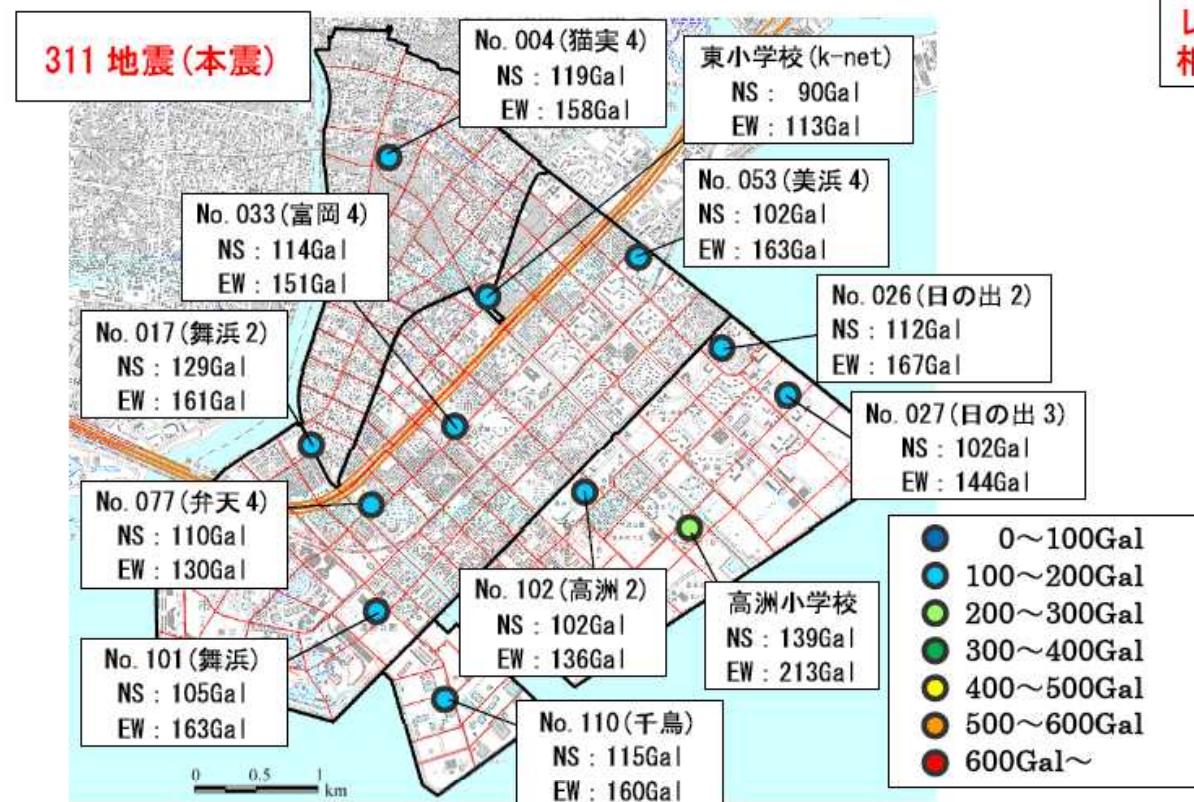 311 地震(本震)
No. 004(猫実 4)
NS : 119Gal
EW : 158Gal
東小学校(k-net)
NS : 90Gal
EW : 113Gal
No. 053(美浜 4)
NS : 102Gal
EW : 163Gal
No. 033(富岡 4)
NS : 114Gal
EW : 151Gal
No. 026(日の出 2)
NS : 112Gal
EW : 167Gal
No. 017(舞浜 2)
NS : 129Gal
EW : 161Gal
No. 027(日の出 3)
NS : 102Gal
EW : 144Gal
No. 077(弁天 4)
NS : 110Gal
EW : 130Gal
No. 102(高洲 2)
NS : 102Gal
EW : 136Gal
高洲小学校
NS : 139Gal
EW : 213Gal
No. 101(舞浜)
NS : 105Gal
EW : 163Gal
No. 110(千鳥)
NS : 115Gal
EW : 160Gal
0～100Gal
100～200Gal
200～300Gal
300～400Gal
400～500Gal
500～600Gal
600Gal～
0 0.5 1
km